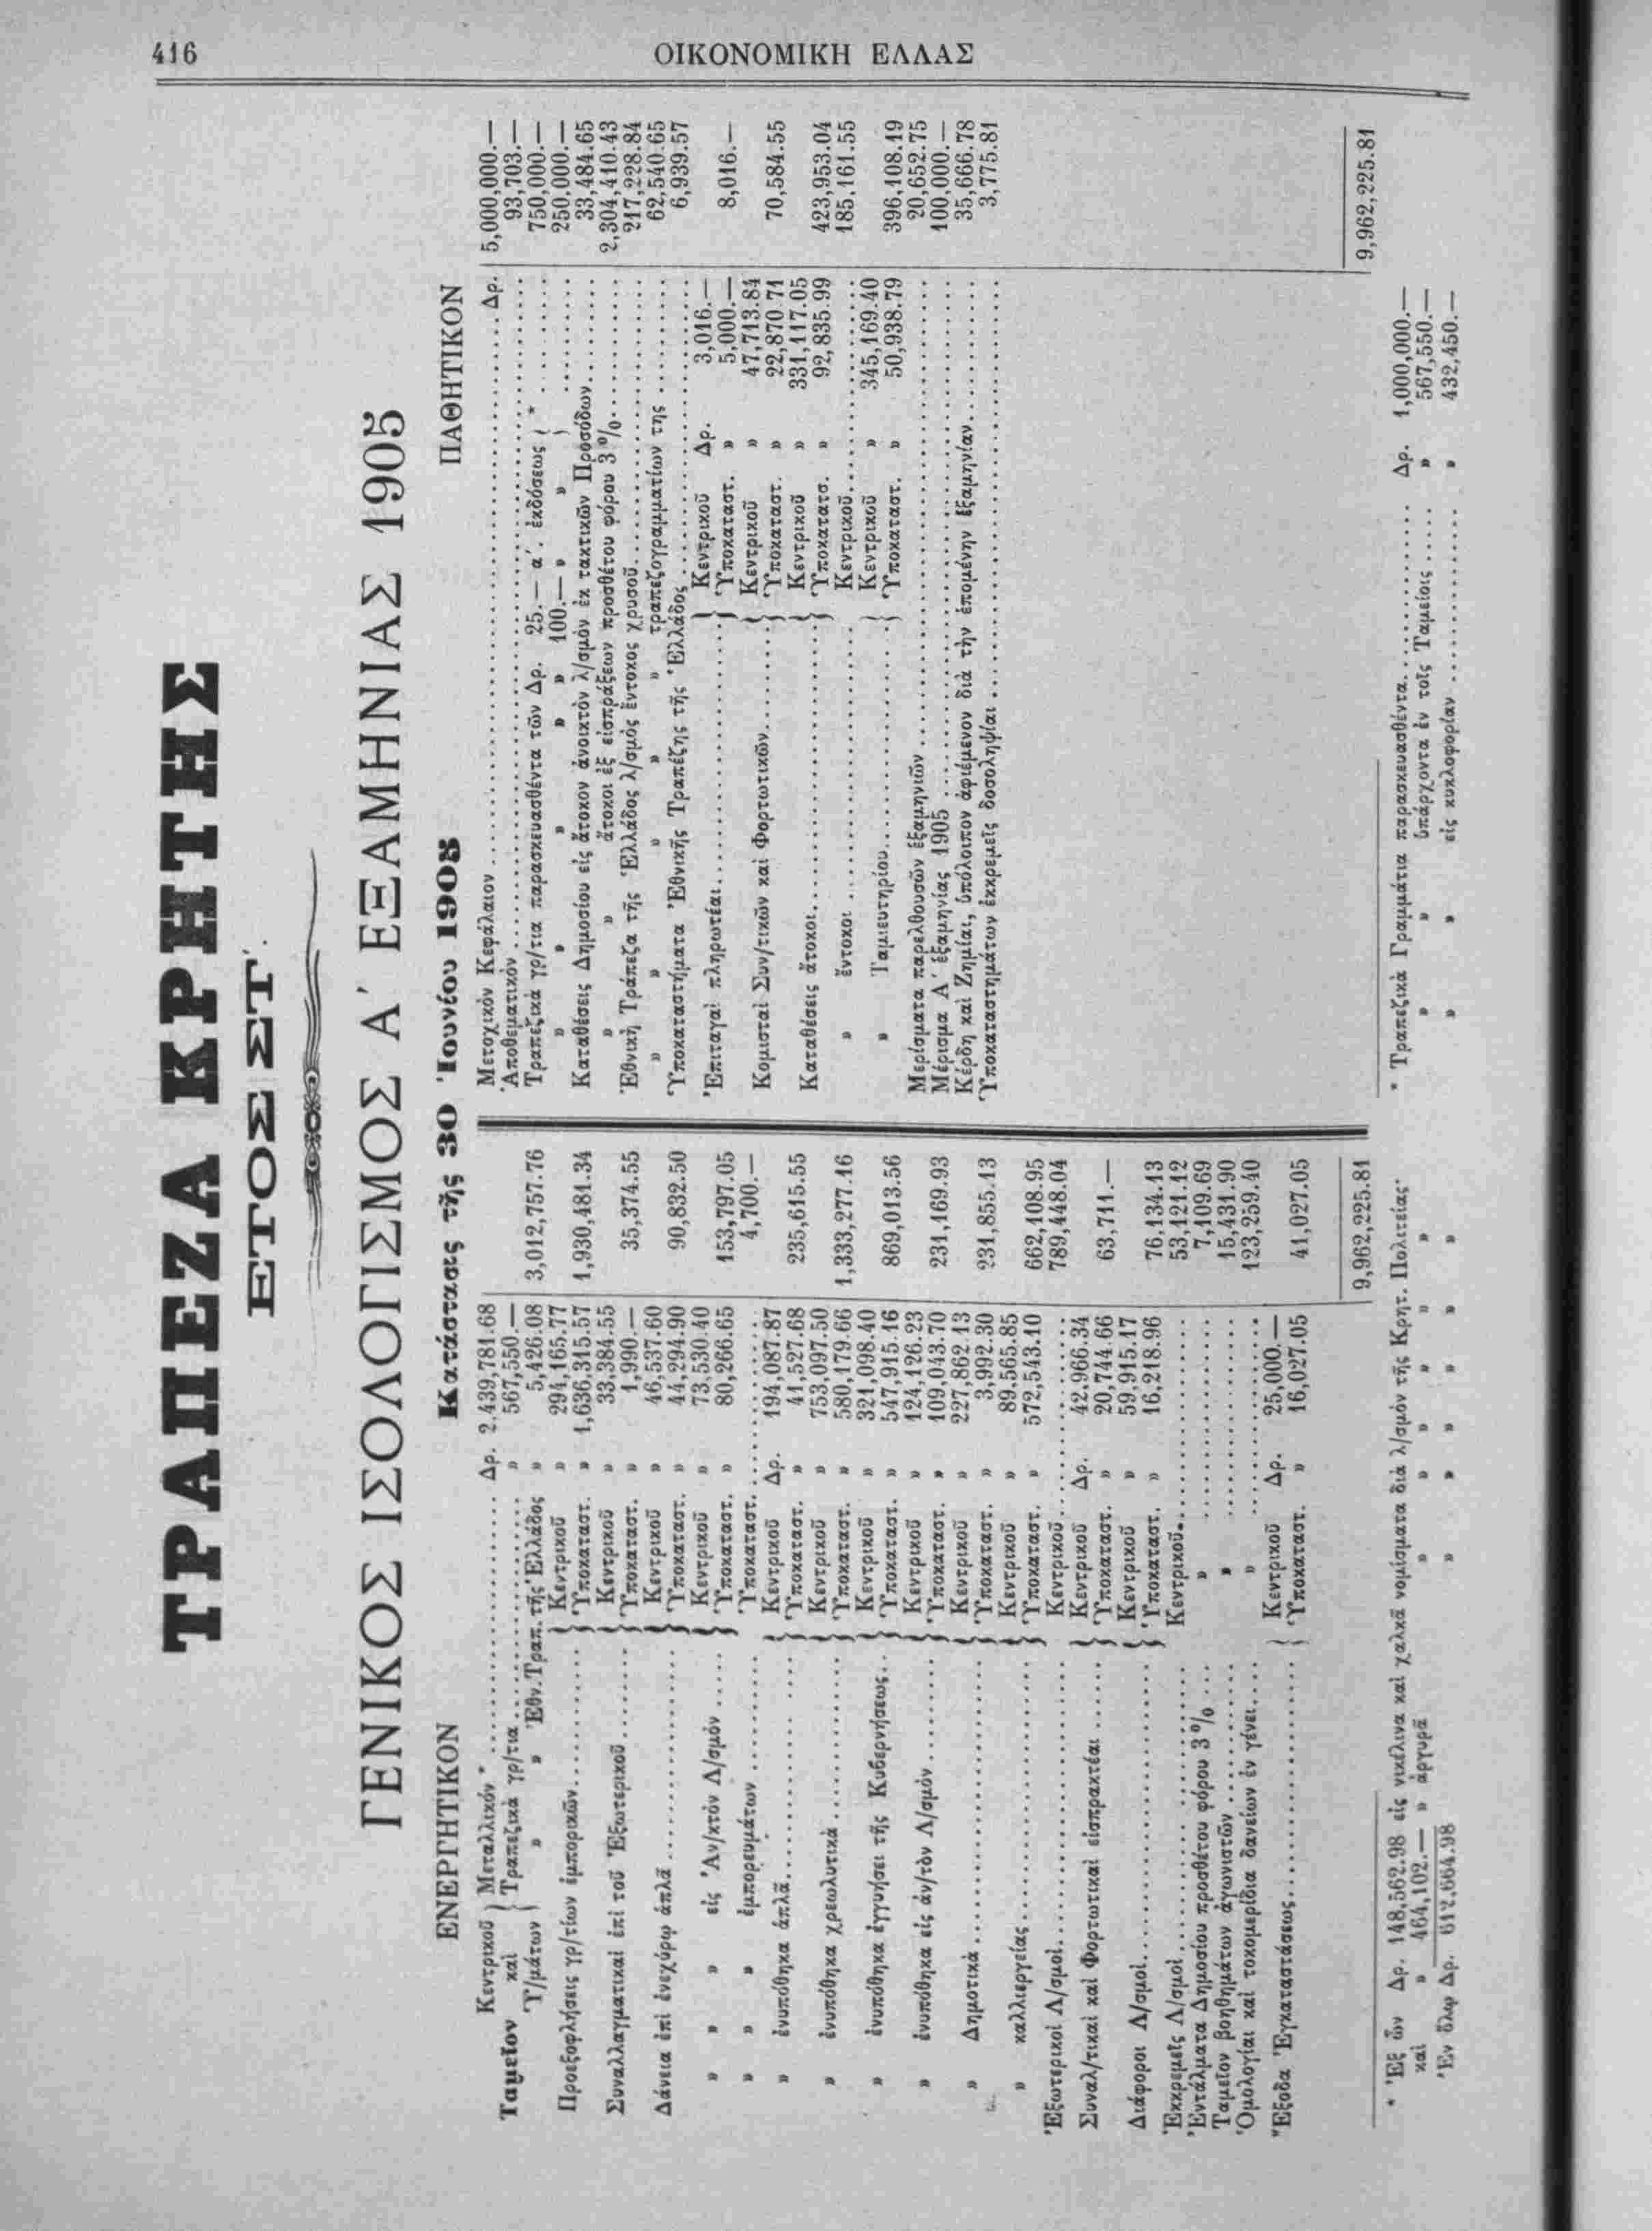 416
ΟΙΚΟΝΟΜΙΚΗ ΕΛΛΑΣ
ΤΡΑΠΕΖΑ ΚΡΗΤΗΣ
ΕΤΟΣ ΣΤ΄.
ΓΕΝΙΚΟΣ ΙΣΟΛΟΓΙΣΜΟΣ Α΄ ΕΞΑΜΗΝΙΑΣ 1905
Κατάστασις τῆς 30 Ἰουνίου 1905
ΕΝΕΡΓΗΤΙΚΟΝ
Κεντρικοῦ } Μεταλλικόν * Δρ. 2,439,781.68
Ταμεῖον καὶ Τραπεζικὰ γρ/τια » 567,550.—
Ὑ/μάτων } » » Ἐθν. Τραπ. τῆς Ἑλλάδος » 5,426.08 3,012,757.76
Προεξοφλήσεις γρ/τίων ἐμπορικῶν { Κεντρικοῦ » 294,165.77
Ὑποκαταστ. » 1,636,315.57 1,930,481.34
Συναλλαγματικαὶ ἐπὶ τοῦ Ἐξωτερικοῦ { Κεντρικοῦ » 33,384.55
Ὑποκαταστ. » 1,990.— 35,374.55
Δάνεια ἐπὶ ἐνεχύρῳ ἁπλᾶ { Κεντρικοῦ » 46,537.60
Ὑποκαταστ. » 44,294.90 90,832.50
» » » εἰς Ἀν/κτόν Λ/σμόν { Κεντρικοῦ » 73,530.40
Ὑποκαταστ. » 80,266.65 153,797.05
» » » ἐμπορευμάτων Ὑποκαταστ. 4,700.—
» ἐνυπόθηκα ἁπλᾶ { Κεντρικοῦ Δρ. 194,087.87
Ὑποκαταστ. » 41,527.68 235,615.55
» ἐνυπόθηκα χρεωλυτικὰ { Κεντρικοῦ » 753,097.50
Ὑποκαταστ. » 580,179.66 1,333,277.16
» ἐνυπόθηκα ἐγγυήσει τῆς Κυβερνήσεως { Κεντρικοῦ » 321,098.40
Ὑποκαταστ. » 547,915.16 869,013.56
» ἐνυπόθηκα εἰς ἀν/τὸν Λ/σμόν { Κεντρικοῦ » 124,126.23
Ὑποκαταστ. » 109,043.70 231,169.93
» Δημοτικὰ { Κεντρικοῦ » 227,862.13
Ὑποκαταστ. » 3,992.30 231,855.13
» καλλιεργείας { Κεντρικοῦ » 89,565.85
Ὑποκαταστ. » 572,543.10 662,108.95
Ἐξωτερικοὶ Λ/σμοί Κεντρικοῦ 789,448.04
Συναλ/τικαὶ καὶ Φορτωτικαὶ εἰσπρακτέαι { Κεντρικοῦ Δρ. 42,966.34
Ὑποκαταστ. » 20,744.66 63,711.—
Διάφοροι Λ/σμοί { Κεντρικοῦ » 59,915.17
Ὑποκαταστ. » 16,218.96 76,134.13
Ἐκκρεμεῖς Λ/σμοί Κεντρικοῦ 53,121.12
Ἐντάλματα Δημοσίου προσθέτου φόρου 3 % » 7,109.69
Ταμεῖον βοηθημάτων ἀγωνιστῶν » 15,431.90
Ὁμολογίαι καὶ τοκομερίδια δανείων ἐν γένει » 123,259.40
Ἔξοδα Ἐγκαταστάσεως { Κεντρικοῦ Δρ. 25,000.—
Ὑποκαταστ. » 16,027.05 41,027.05
9,962,225.81
* Ἐξ ὧν Δρ. 148,562.98 εἰς νικέλινα καὶ χαλκᾶ νομίσματα διὰ λ/σμόν τῆς Κρητ. Πολιτείας·
καὶ » 464,102.— » ἀργυρᾶ » » » » » »
Ἐν ὅλῳ Δρ. 612,664.98 » » » » » »
ΠΑΘΗΤΙΚΟΝ
Μετοχικὸν Κεφάλαιον Δρ. 5,000,000.—
Ἀποθεματικόν 93,703.—
Τραπεζικὰ γρ/τια παρασκευασθέντα τῶν Δρ. 25.— α΄. ἐκδόσεως } * 750,000.—
» » » » » 100.— » » } 250,000.—
Καταθέσεις Δημοσίου εἰς ἄτοκον ἀνοικτὸν λ/σμόν ἐκ τακτικῶν Προσόδων 33,484.65
» » ἄτοκοι ἐξ εἰσπράξεων προσθέτου φόρου 3 % 2,304,410.43
Ἐθνικὴ Τράπεζα τῆς Ἑλλάδος λ/σμὸς ἔντοκος χρυσοῦ 217,228.84
» » » » » τραπεζογραμματίων της 62,540.65
Ὑποκαταστήματα Ἐθνικῆς Τραπέζης τῆς Ἑλλάδος 6,939.57
Ἐπιταγαὶ πληρωτέαι { Κεντρικοῦ Δρ. 3,016.—
Ὑποκαταστ. » 5,000.— 8,016.—
Κομισταὶ Συν/τικῶν καὶ Φορτωτικῶν { Κεντρικοῦ » 47,713.84
Ὑποκαταστ. » 22,870.71 70,584.55
Καταθέσεις ἄτοκοι { Κεντρικοῦ » 331,117.05
Ὑποκατατσ. » 92,835.99 423,953.04
» ἔντοκοι Κεντρικοῦ 185,161.55
» Ταμιευτηρίου { Κεντρικοῦ » 345,169.40
Ὑποκαταστ. » 50,938.79 396,108.19
Μερίσματα παρελθουσῶν ἑξαμηνιῶν 20,652.75
Μέρισμα Α΄ ἑξαμηνίας 1905 100,000.—
Κέρδη καὶ Ζημίαι, ὑπόλοιπον ἀφιέμενον διὰ τὴν ἑπομένην ἑξαμηνίαν 35,666.78
Ὑποκαταστημάτων ἐκκρεμεῖς δοσοληψίαι 3,775.81
9,962,225.81
* Τραπεζικὰ Γραμμάτια παρασκευασθέντα Δρ. 1,000,000.—
» » ὑπάρχοντα ἐν τοῖς Ταμείοις » 567,550.—
» » εἰς κυκλοφορίαν » 432,450.—